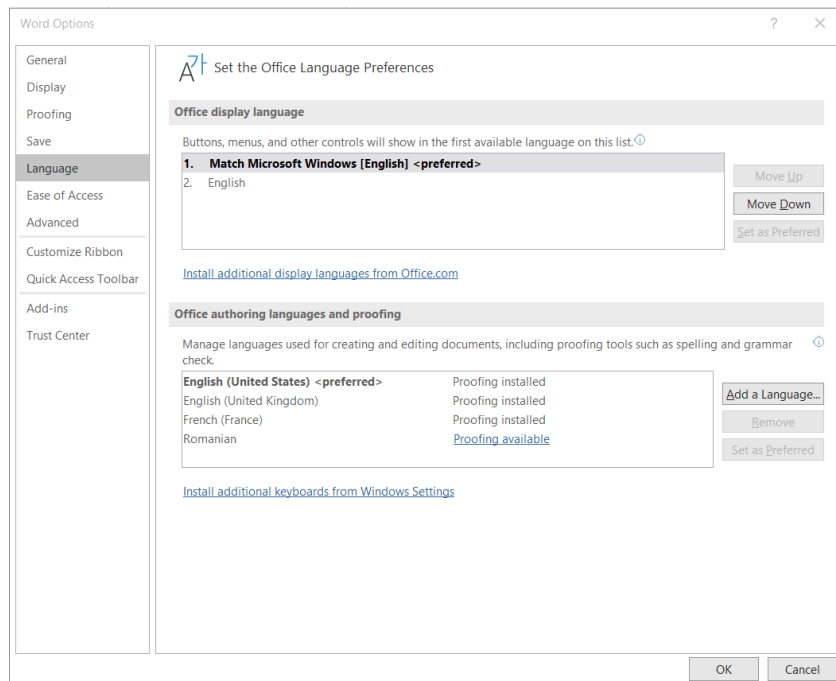 Word Options
?
General
Display
Proofing
Save
Language
Ease of Access
Advanced
Customize Ribbon
Quick Access Toolbar
Add-ins
Trust Center
Set the Office Language Preferences
Office display language
Buttons, menus, and other controls will show in the first available language on this list.
1. Match Microsoft Windows [English] <preferred>
2. English
Move Up
Move Down
Set as Preferred
Install additional display languages from Office.com
Office authoring languages and proofing
Manage languages used for creating and editing documents, including proofing tools such as spelling and grammar
check.
English (United States) <preferred> Proofing installed
English (United Kingdom) Proofing installed
French (France) Proofing installed
Romanian Proofing available
Add a Language...
Remove
Set as Preferred
Install additional keyboards from Windows Settings
OK
Cancel